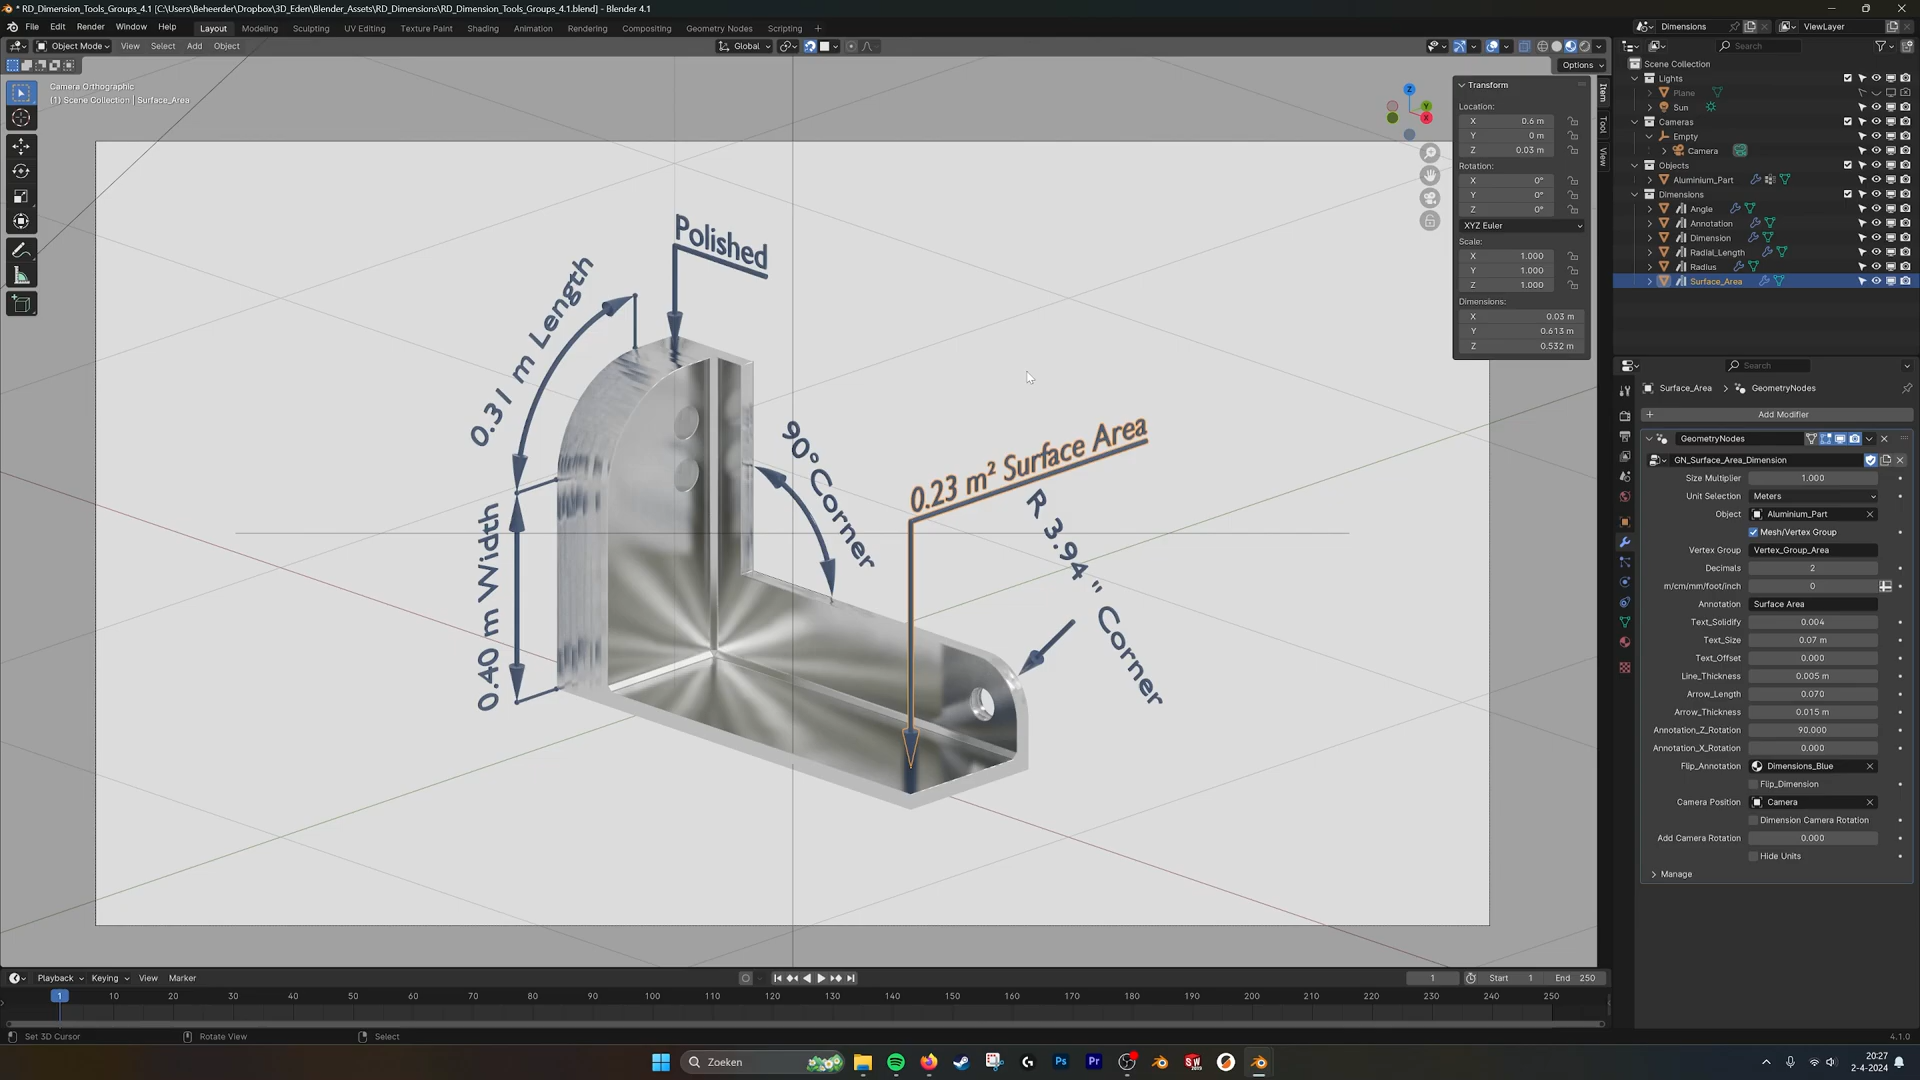 * RD_Dimension_Tools_Groups_4.1 [C:\Users\Beheerder\Dropbox\3D_Eden\Blender_Assets\RD_Dimensions\RD_Dimension_Tools_Groups_4.1.blend] - Blender 4.1
File Edit Render Window Help Layout Modeling Sculpting UV Editing Texture Paint Shading Animation Rendering Compositing Geometry Nodes Scripting + Dimensions ViewLayer
Object Mode View Select Add Object Global Search
Options
Camera Orthographic
(1) Scene Collection | Surface_Area
Polished
0.31 m Length
0.40 m Width
90°Corner
0.23 m² Surface Area
R 3.94 " Corner
Z
Y
X
Transform
Location:
X 0.6 m
Y 0 m
Z 0.03 m
Rotation:
X 0°
Y 0°
Z 0°
XYZ Euler
Scale:
X 1.000
Y 1.000
Z 1.000
Dimensions:
X 0.03 m
Y 0.613 m
Z 0.532 m
Item
Tool
View
Scene Collection
Lights
Plane
Sun
Cameras
Empty
Camera
Objects
Aluminium_Part
Dimensions
Angle
Annotation
Dimension
Radial_Length
Radius
Surface_Area
Search
Surface_Area > GeometryNodes
+ Add Modifier
GeometryNodes
GN_Surface_Area_Dimension
Size Multiplier 1.000
Unit Selection Meters
Object Aluminium_Part
Mesh/Vertex Group
Vertex Group Vertex_Group_Area
Decimals 2
m/cm/mm/foot/inch 0
Annotation Surface Area
Text_Solidify 0.004
Text_Size 0.07 m
Text_Offset 0.000
Line_Thickness 0.005 m
Arrow_Length 0.070
Arrow_Thickness 0.015 m
Annotation_Z_Rotation 90.000
Annotation_X_Rotation 0.000
Flip_Annotation Dimensions_Blue
Flip_Dimension
Camera Position Camera
Dimension Camera Rotation
Add Camera Rotation 0.000
Hide Units
Manage
Playback Keying View Marker 1 Start 1 End 250
1 10 20 30 40 50 60 70 80 90 100 110 120 130 140 150 160 170 180 190 200 210 220 230 240 250
Set 3D Cursor Rotate View Select 4.1.0
Zoeken Ps Pr SW 20:27
2-4-2024